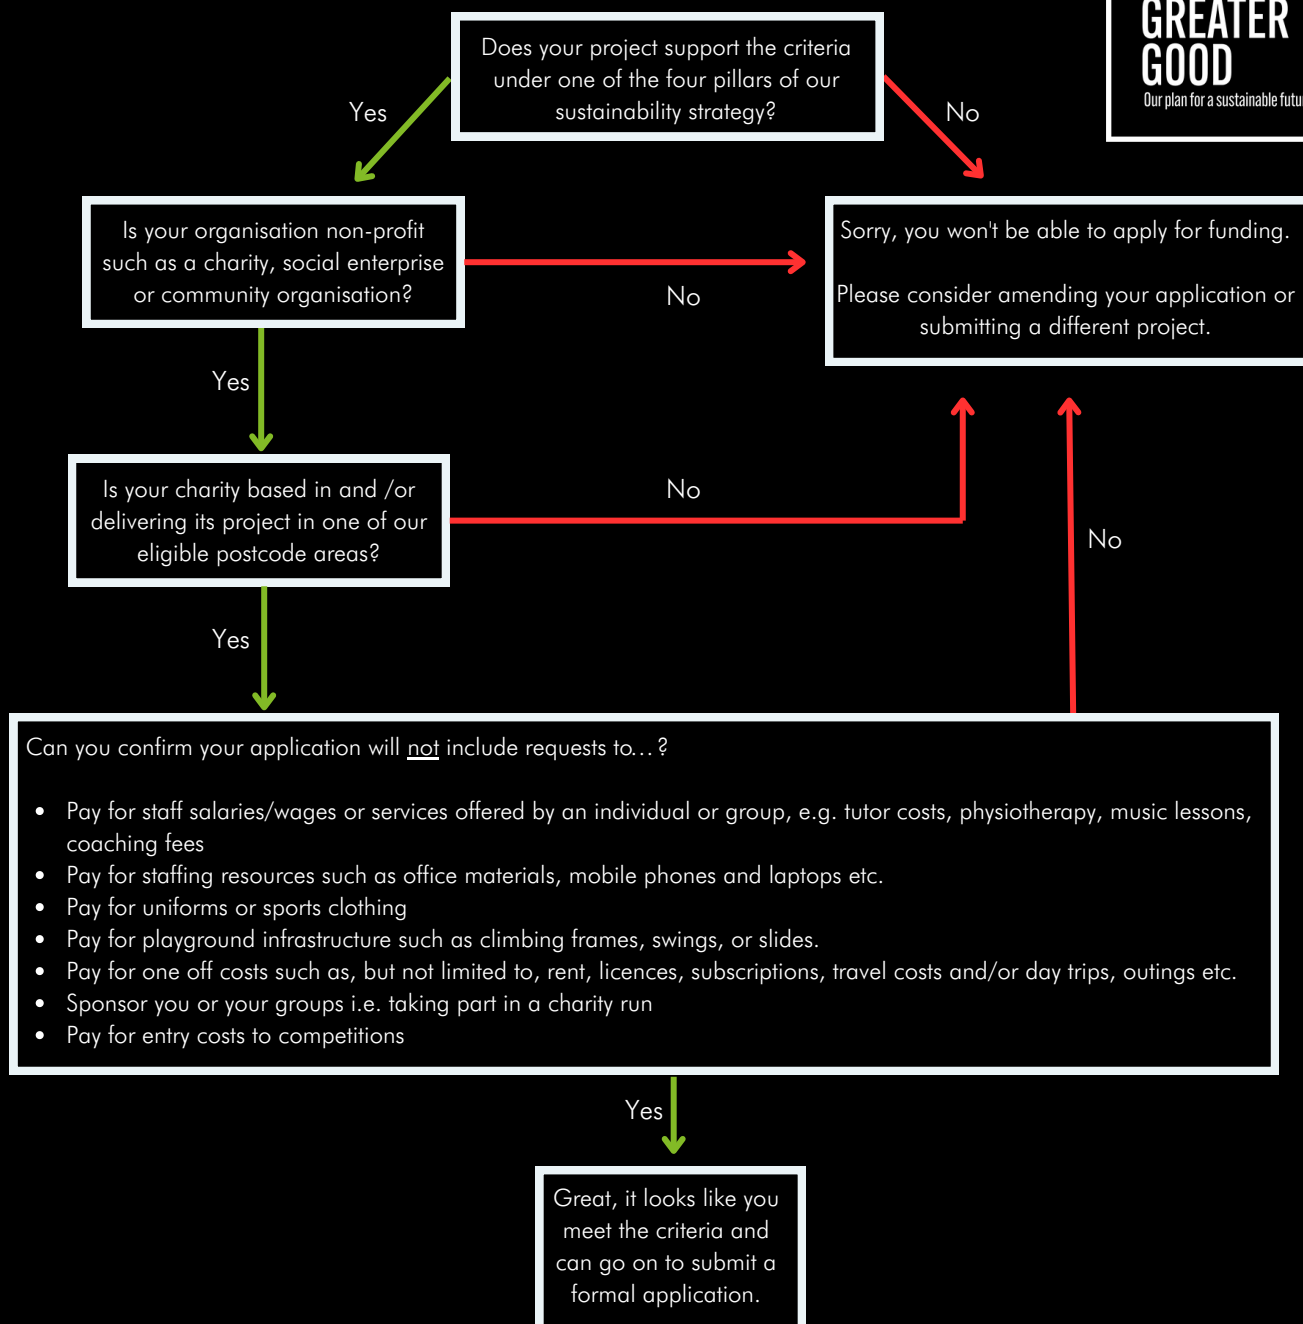 GREATER
GOOD
Our plan for a sustainable futur
Does your project support the criteria
under one of the four pillars of our
sustainability strategy?
Yes
No
Is your organisation non-profit
such as a charity, social enterprise
or community organisation?
No
Sorry, you won't be able to apply for funding.
Please consider amending your application or
submitting a different project.
Yes
Is your charity based in and /or
delivering its project in one of our
eligible postcode areas?
No
No
Yes
Can you confirm your application will not include requests to...?
• Pay for staff salaries/wages or services offered by an individual or group, e.g. tutor costs, physiotherapy, music lessons,
coaching fees
• Pay for staffing resources such as office materials, mobile phones and laptops etc.
• Pay for uniforms or sports clothing
• Pay for playground infrastructure such as climbing frames, swings, or slides.
• Pay for one off costs such as, but not limited to, rent, licences, subscriptions, travel costs and/or day trips, outings etc.
• Sponsor you or your groups i.e. taking part in a charity run
• Pay for entry costs to competitions
Yes
Great, it looks like you
meet the criteria and
can go on to submit a
formal application.